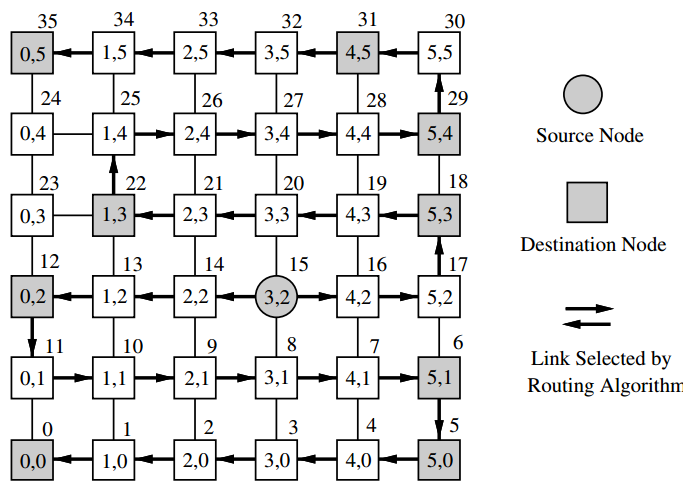 35 34 33 32 31 30
0,5 1,5 2,5 3,5 4,5 5,5
24 25 26 27 28 29
0,4 1,4 2,4 3,4 4,4 5,4
23 22 21 20 19 18
0,3 1,3 2,3 3,3 4,3 5,3
12 13 14 15 16 17
0,2 1,2 2,2 3,2 4,2 5,2
11 10 9 8 7 6
0,1 1,1 2,1 3,1 4,1 5,1
0 1 2 3 4 5
0,0 1,0 2,0 3,0 4,0 5,0
Source Node
Destination Node
Link Selected by
Routing Algorithm